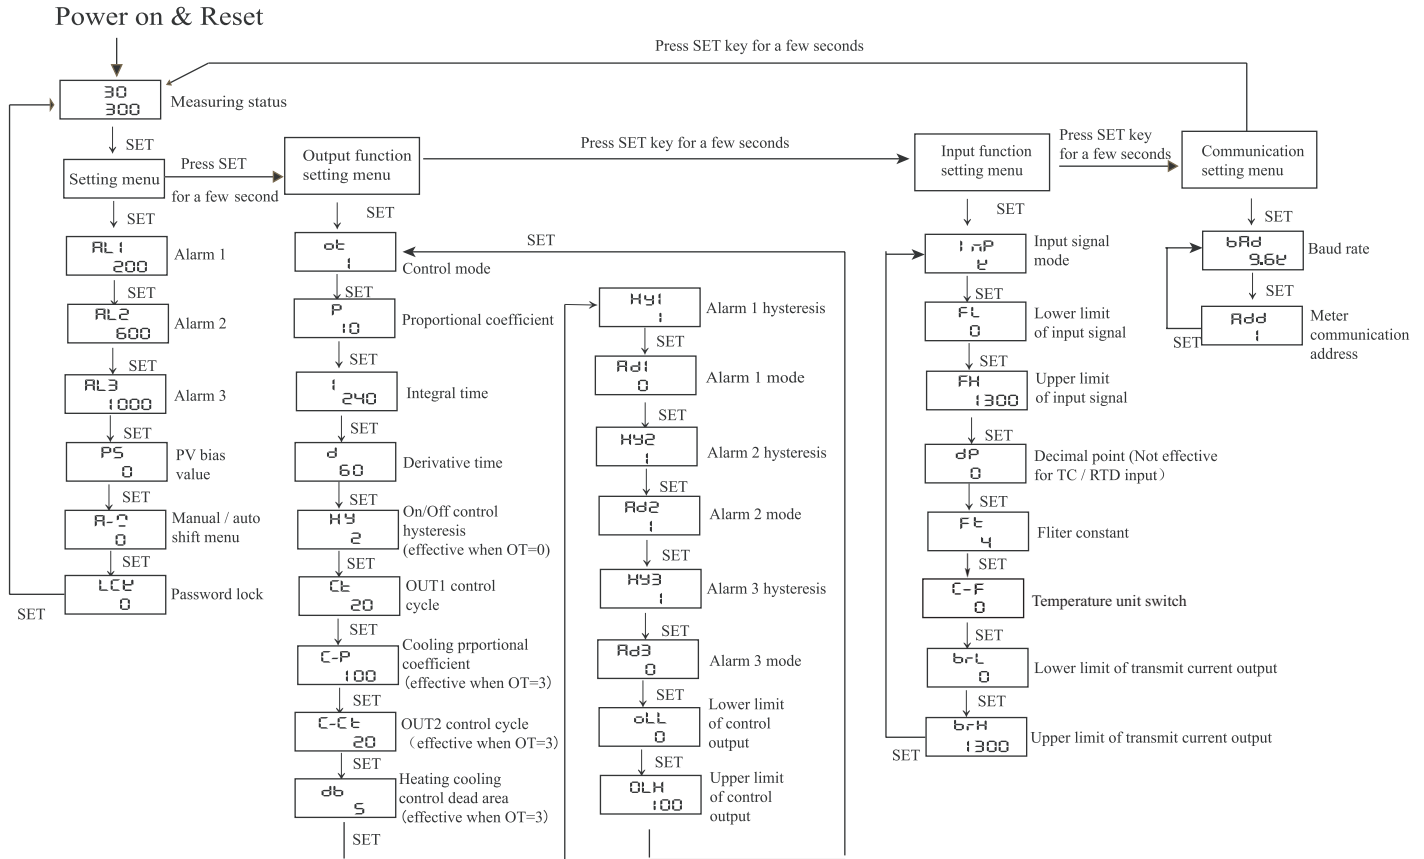 Power on & Reset
Press SET key for a few seconds
30
300
Measuring status
SET
Setting menu
Press SET
for a few second
SET
AL1
200
Alarm 1
SET
AL2
600
Alarm 2
SET
AL3
1000
Alarm 3
SET
PS
0
PV bias
value
SET
0
Manual / auto
shift menu
SET
LCK
0
Password lock
SET
Output function
setting menu
Press SET key for a few seconds
SET
ot
1
Control mode
SET
SET
P
10
Proportional coefficient
SET
I
240
Integral time
SET
d
60
Derivative time
SET
HY
2
On/Off control
hysteresis
(effective when OT=0)
SET
Ct
20
OUT1 control
cycle
SET
C-P
100
Cooling prportional
coefficient
(effective when OT=3)
SET
C-Ct
20
OUT2 control cycle
(effective when OT=3)
SET
db
5
Heating cooling
control dead area
(effective when OT=3)
SET
HY1
1
Alarm 1 hysteresis
SET
Ad1
0
Alarm 1 mode
SET
HY2
1
Alarm 2 hysteresis
SET
Ad2
1
Alarm 2 mode
SET
HY3
1
Alarm 3 hysteresis
SET
Ad3
0
Alarm 3 mode
SET
oLL
0
Lower limit
of control
output
SET
OLH
100
Upper limit
of control
output
Input function
setting menu
Press SET key
for a few seconds
SET
InP
K
Input signal
mode
SET
FL
0
Lower limit
of input signal
SET
FH
1300
Upper limit
of input signal
SET
dP
0
Decimal point (Not effective
for TC / RTD input)
SET
Ft
4
Fliter constant
SET
C-F
0
Temperature unit switch
SET
brL
0
Lower limit of transmit current output
SET
brH
1300
Upper limit of transmit current output
SET
Communication
setting menu
SET
bAd
9.6K
Baud rate
SET
Add
1
Meter
communication
address
SET